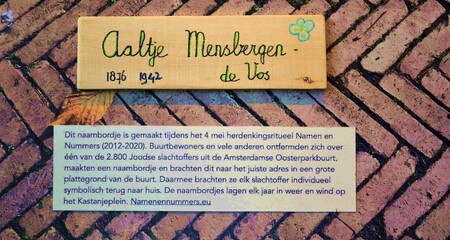 Aaltje Mensbergen -
1876 1942 de Vos
Dit naambordje is gemaakt tijdens het 4 mei herdenkingsritueel Namen en
Nummers (2012-2020). Buurtbewoners en vele anderen ontfermden zich over
één van de 2.800 Joodse slachtoffers uit de Amsterdamse Oosterparkbuurt,
maakten een naambordje en brachten dit naar het juiste adres in een grote
plattegrond van de buurt. Daarmee brachten ze elk slachtoffer individueel
symbolisch terug naar huis. De naambordjes lagen elk jaar in weer en wind op
het Kastanjeplein. Namenennummers.eu